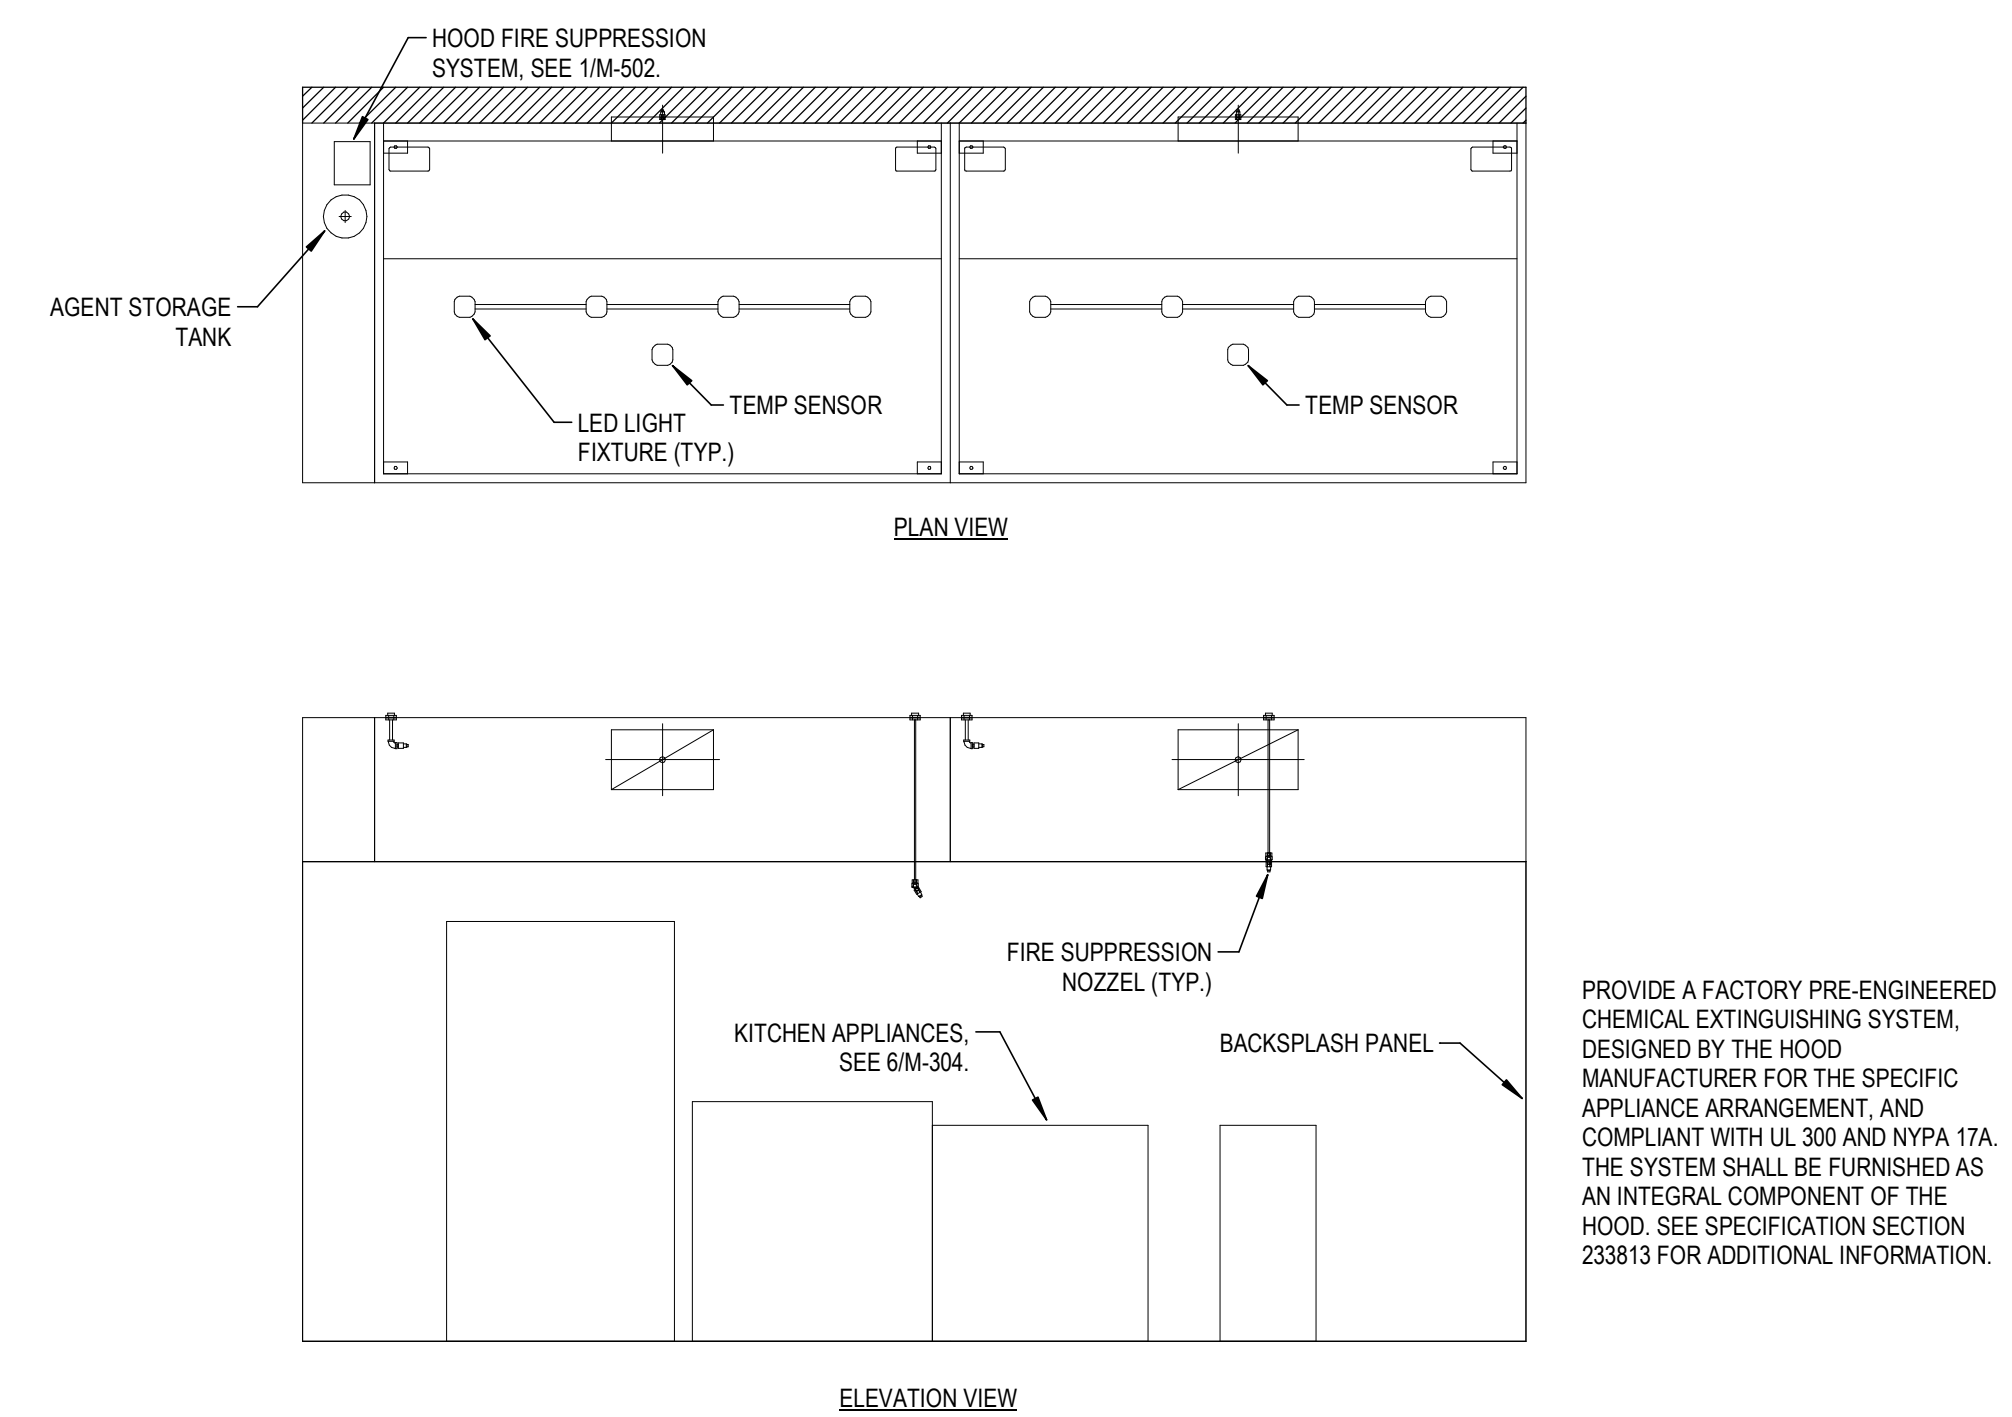 HOOD FIRE SUPPRESSION
SYSTEM, SEE 1/M-502.
AGENT STORAGE
TANK
TEMP SENSOR
LED LIGHT
FIXTURE (TYP.)
TEMP SENSOR
PLAN VIEW
FIRE SUPPRESSION
NOZZEL (TYP.)
KITCHEN APPLIANCES,
SEE 6/M-304.
BACKSPLASH PANEL
PROVIDE A FACTORY PRE-ENGINEERED
CHEMICAL EXTINGUISHING SYSTEM,
DESIGNED BY THE HOOD
MANUFACTURER FOR THE SPECIFIC
APPLIANCE ARRANGEMENT, AND
COMPLIANT WITH UL 300 AND NYPA 17A.
THE SYSTEM SHALL BE FURNISHED AS
AN INTEGRAL COMPONENT OF THE
HOOD. SEE SPECIFICATION SECTION
233813 FOR ADDITIONAL INFORMATION.
ELEVATION VIEW